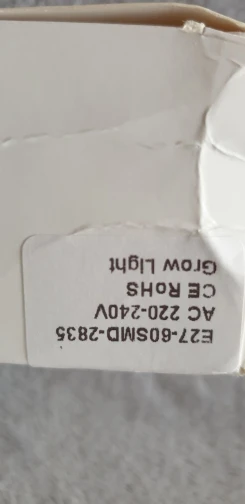 E27-60SMD-2835
AC 220-240V
CE RoHS
Grow Light